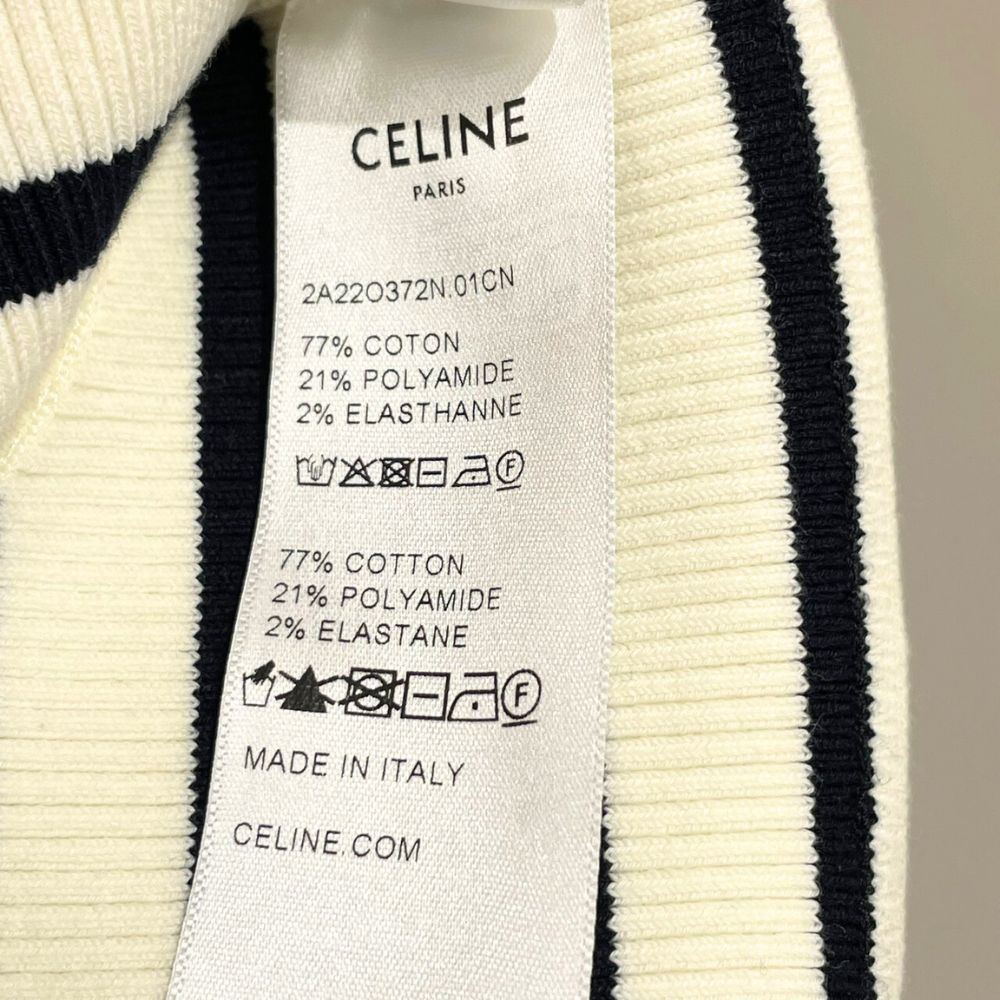 CELINE
PARIS
2A22O372N.01CN
77% COTON
21% POLYAMIDE
2% ELASTHANNE
F
77% COTTON
21% POLYAMIDE
2% ELASTANE
F
MADE IN ITALY
CELINE.COM